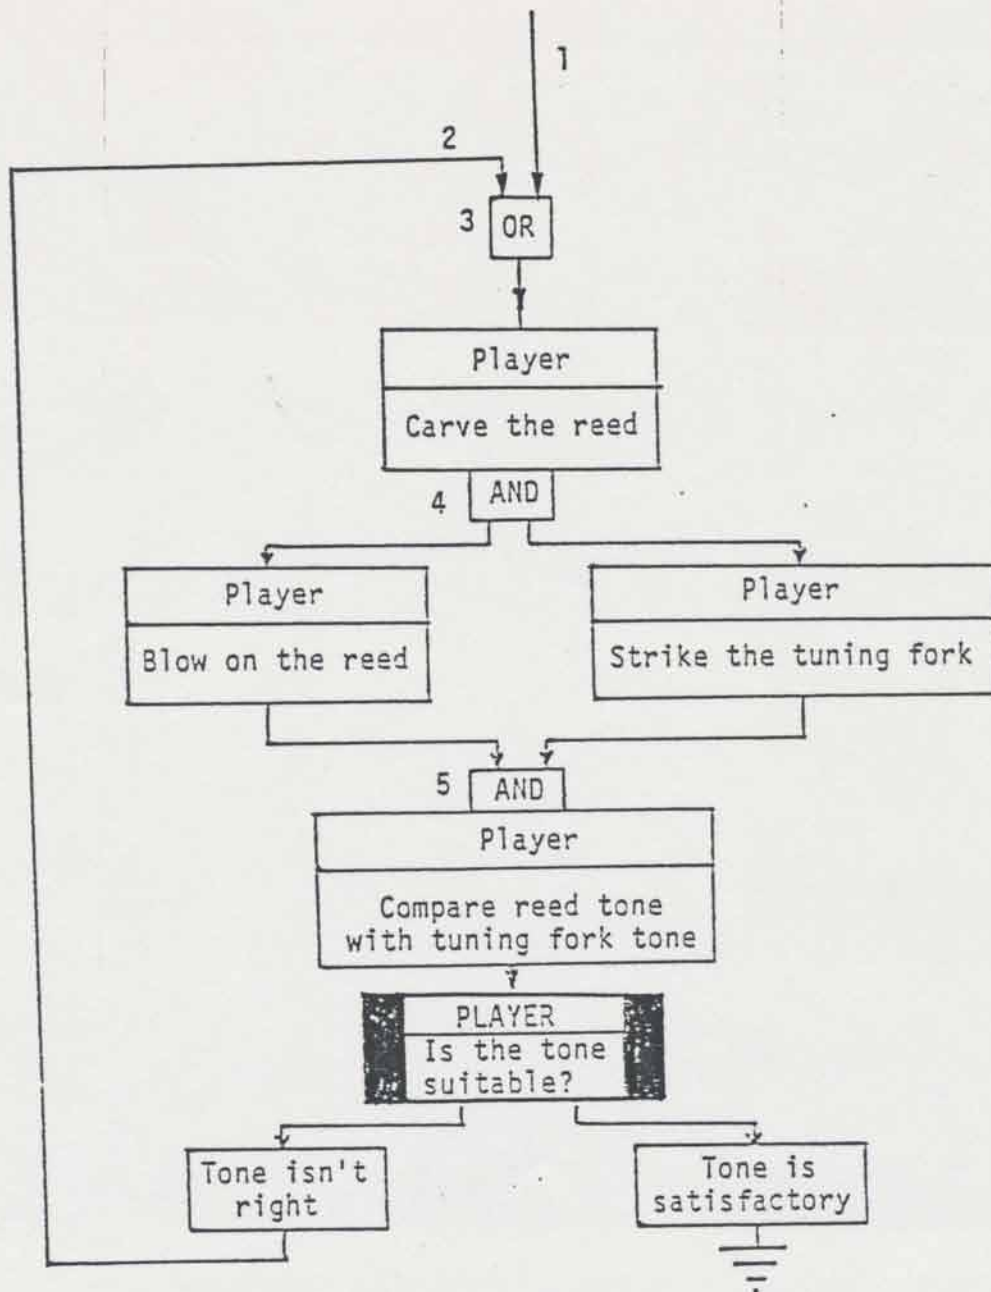 1
2
3 OR
Player
Carve the reed
4 AND
Player
Blow on the reed
Player
Strike the tuning fork
5 AND
Player
Compare reed tone
with tuning fork tone
PLAYER
Is the tone
suitable?
Tone isn't
right
Tone is
satisfactory